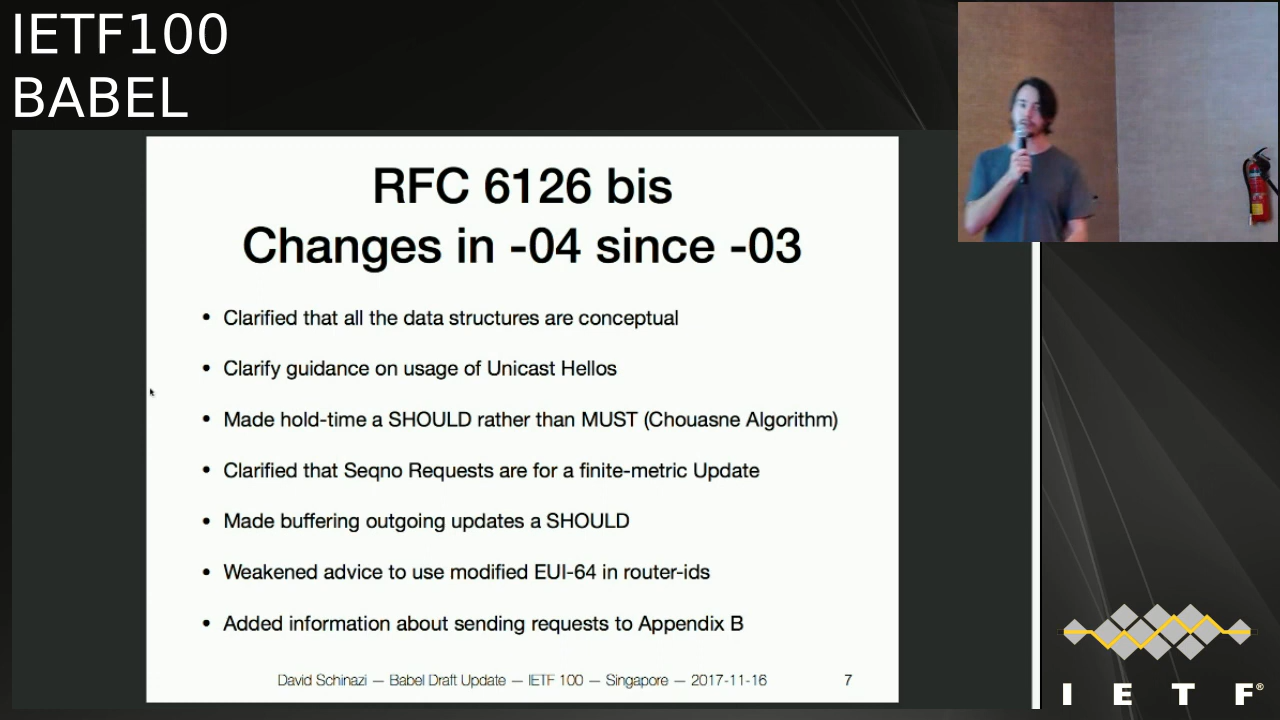 IETF100
BABEL
RFC 6126 bis
Changes in -04 since -03
• Clarified that all the data structures are conceptual
• Clarify guidance on usage of Unicast Hellos
• Made hold-time a SHOULD rather than MUST (Chouasne Algorithm)
• Clarified that Seqno Requests are for a finite-metric Update
• Made buffering outgoing updates a SHOULD
• Weakened advice to use modified EUI-64 in router-ids
• Added information about sending requests to Appendix B
David Schinazi — Babel Draft Update — IETF 100 — Singapore — 2017-11-16 7
I E T F®